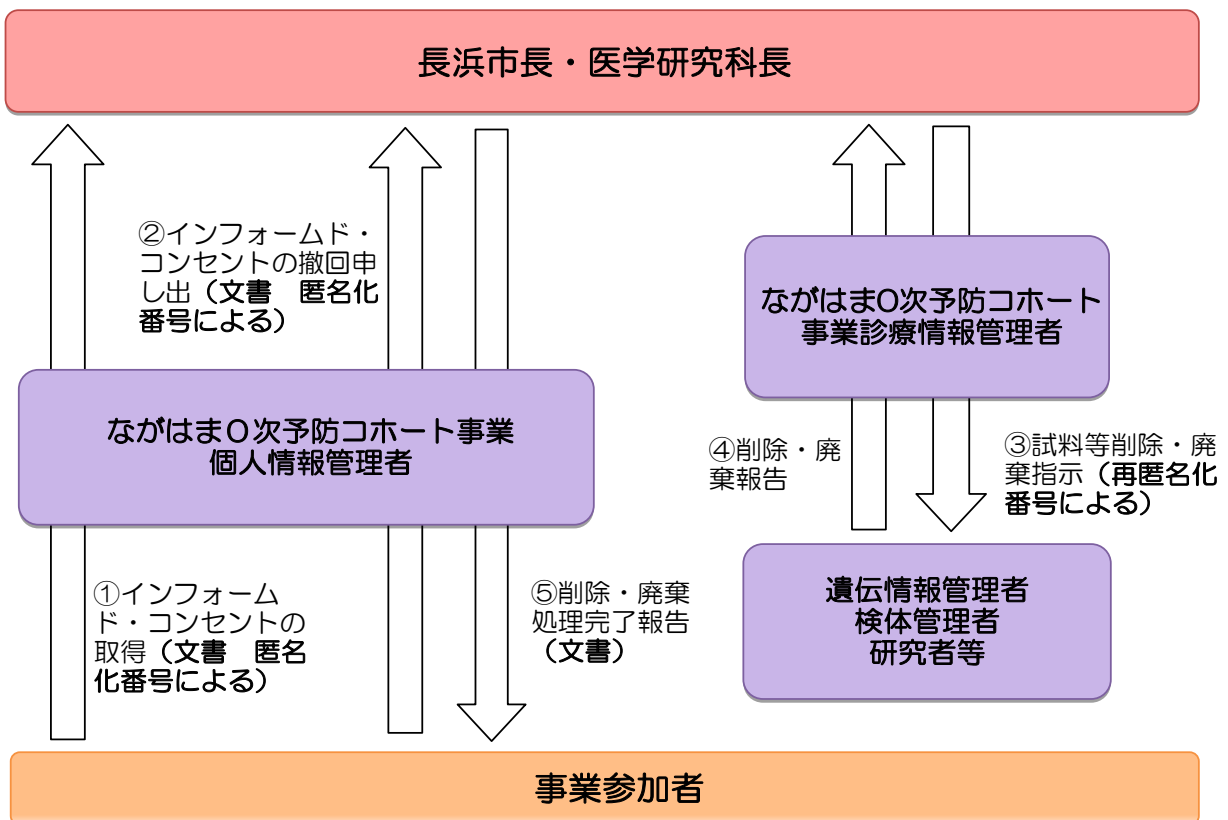 長浜市長・医学研究科長
②インフォームド・
コンセントの撤回申
し出（文書　匿名化
番号による）
ながはま0次予防コホート
事業診療情報管理者
ながはま０次予防コホート事業
個人情報管理者
④削除・廃
棄報告
③試料等削除・廃
棄指示（再匿名化
番号による）
①インフォーム
ド・コンセントの
取得（文書　匿名
化番号による）
⑤削除・廃棄
処理完了報告
（文書）
遺伝情報管理者
検体管理者
研究者等
事業参加者